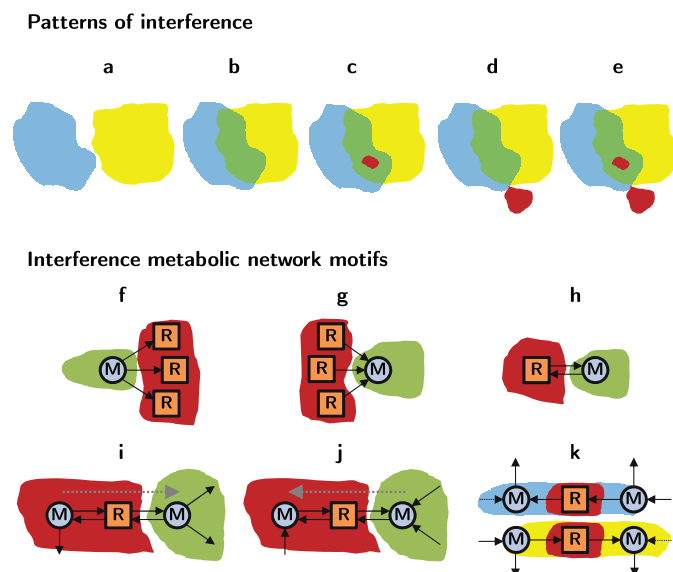 Patterns of interference
a b c d e
Interference metabolic network motifs
f g h
R R
R M M R R M
R R
i j k
M R M
M R M M R M
M R M